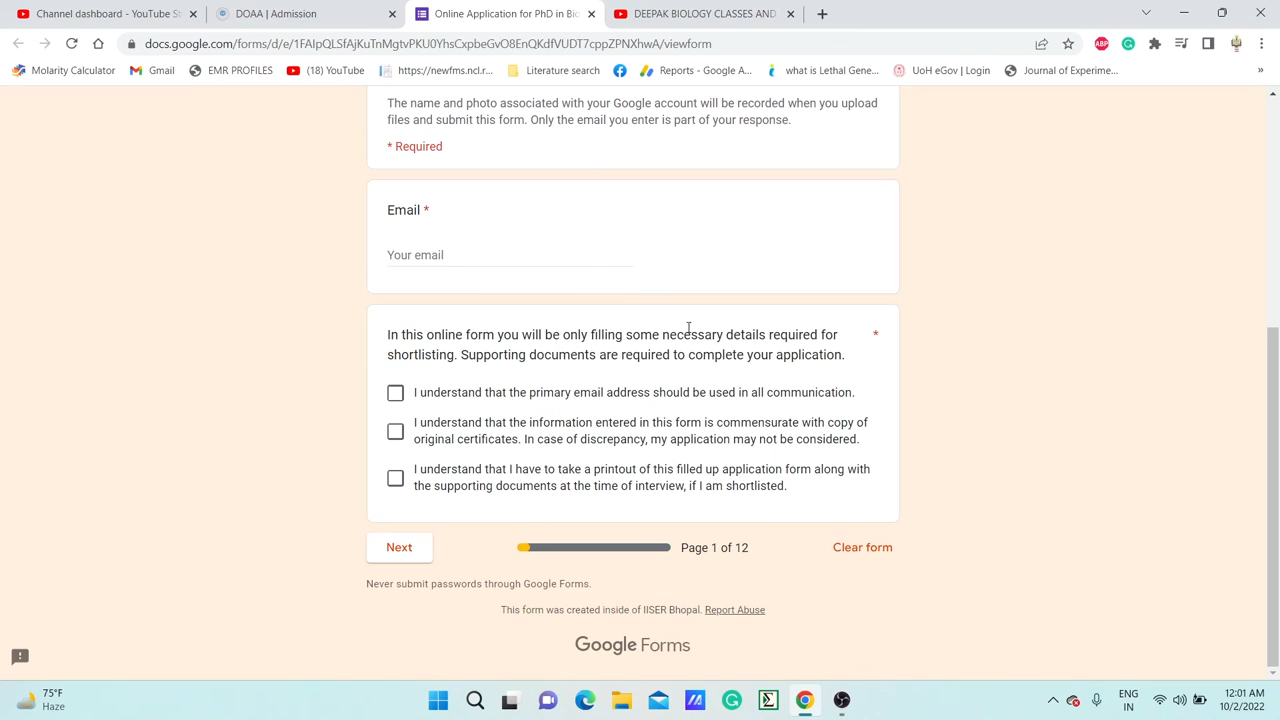 Channel dashboard - YouTube St
DOAA | Admission
Online Application for PhD in Bio
DEEPAK BIOLOGY CLASSES AND
docs.google.com/forms/d/e/1FAIpQLSfAjKuTnMgvPKI0YhsCxpbeGvO8EnQKdfVUDT7cppZPNXhwA/viewform
Molarity Calculator
Gmail
EMR PROFILES
(18) YouTube
https://newfms.ncl.r...
Literature search
Reports - Google A...
what is Lethal Gene...
UoH eGov | Login
Journal of Experime...
»
The name and photo associated with your Google account will be recorded when you upload
files and submit this form. Only the email you enter is part of your response.
* Required
Email *
Your email
In this online form you will be only filling some necessary details required for *
shortlisting. Supporting documents are required to complete your application.
I understand that the primary email address should be used in all communication.
I understand that the information entered in this form is commensurate with copy of
original certificates. In case of discrepancy, my application may not be considered.
I understand that I have to take a printout of this filled up application form along with
the supporting documents at the time of interview, if I am shortlisted.
Next
Page 1 of 12
Clear form
Never submit passwords through Google Forms.
This form was created inside of IISER Bhopal. Report Abuse
Google Forms
75°F
Haze
ENG
IN
12:01 AM
10/2/2022